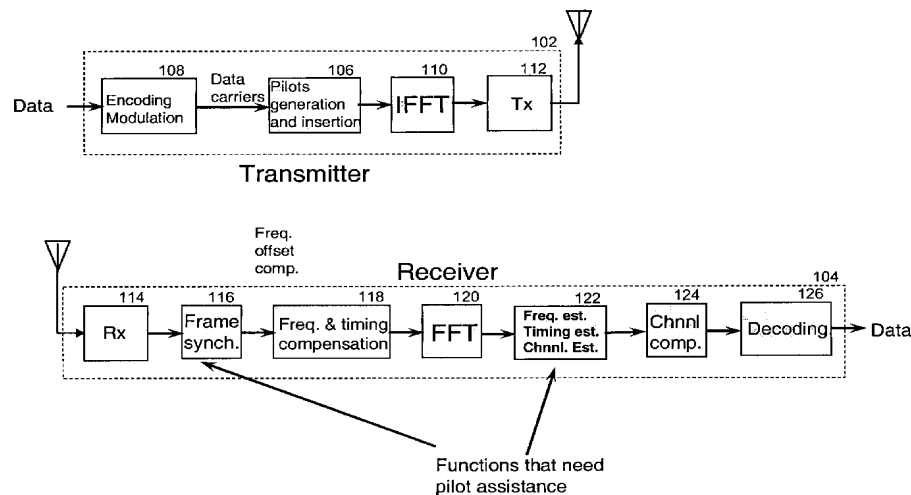 102
108
106
110
112
Data
Encoding
Modulation
Data
carriers
Pilots
generation
and insertion
IFFT
Tx
Transmitter
Freq.
offset
comp.
Receiver
104
114
116
118
120
122
124
126
Rx
Frame
synch.
Freq. & timing
compensation
FFT
Freq. est.
Timing est.
Chnnl. Est.
Chnnl
comp.
Decoding.
Data
Functions that need
pilot assistance